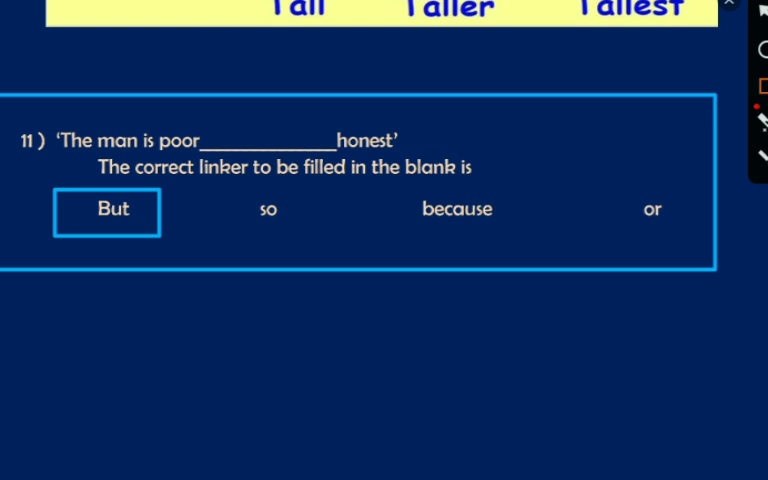 Tall Taller Tallest
11 ) ‘The man is poor_____________honest’
The correct linker to be filled in the blank is
But so because or